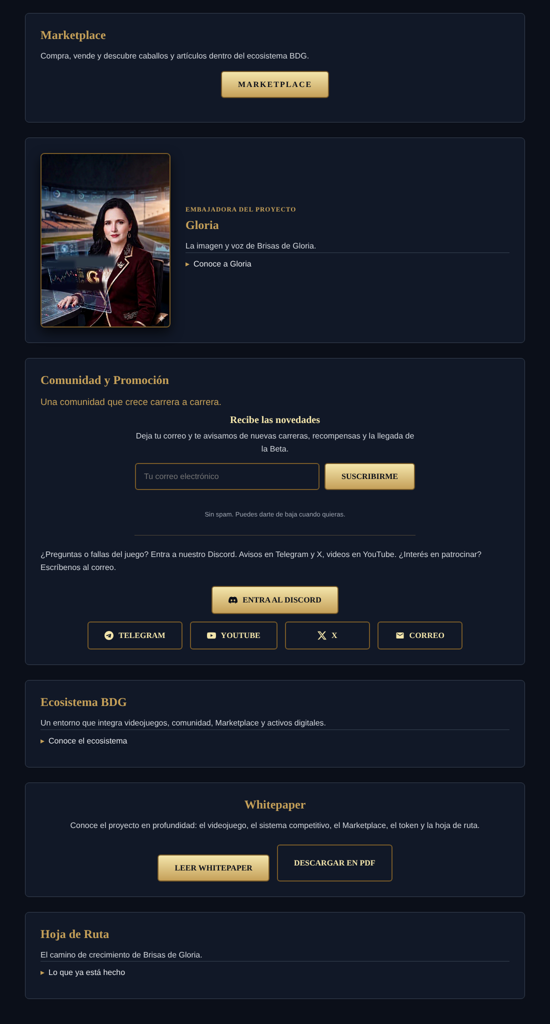 Marketplace
Compra, vende y descubre caballos y artículos dentro del ecosistema BDG.
MARKETPLACE
EMBAJADORA DEL PROYECTO
Gloria
La imagen y voz de Brisas de Gloria.
▸ Conoce a Gloria
Comunidad y Promoción
Una comunidad que crece carrera a carrera.
Recibe las novedades
Deja tu correo y te avisamos de nuevas carreras, recompensas y la llegada de
la Beta.
Tu correo electrónico
SUSCRIBIRME
Sin spam. Puedes darte de baja cuando quieras.
¿Preguntas o fallas del juego? Entra a nuestro Discord. Avisos en Telegram y X, videos en YouTube. ¿Interés en patrocinar?
Escríbenos al correo.
ENTRA AL DISCORD
TELEGRAM
YOUTUBE
X
CORREO
Ecosistema BDG
Un entorno que integra videojuegos, comunidad, Marketplace y activos digitales.
▸ Conoce el ecosistema
Whitepaper
Conoce el proyecto en profundidad: el videojuego, el sistema competitivo, el Marketplace, el token y la hoja de ruta.
LEER WHITEPAPER
DESCARGAR EN PDF
Hoja de Ruta
El camino de crecimiento de Brisas de Gloria.
▸ Lo que ya está hecho